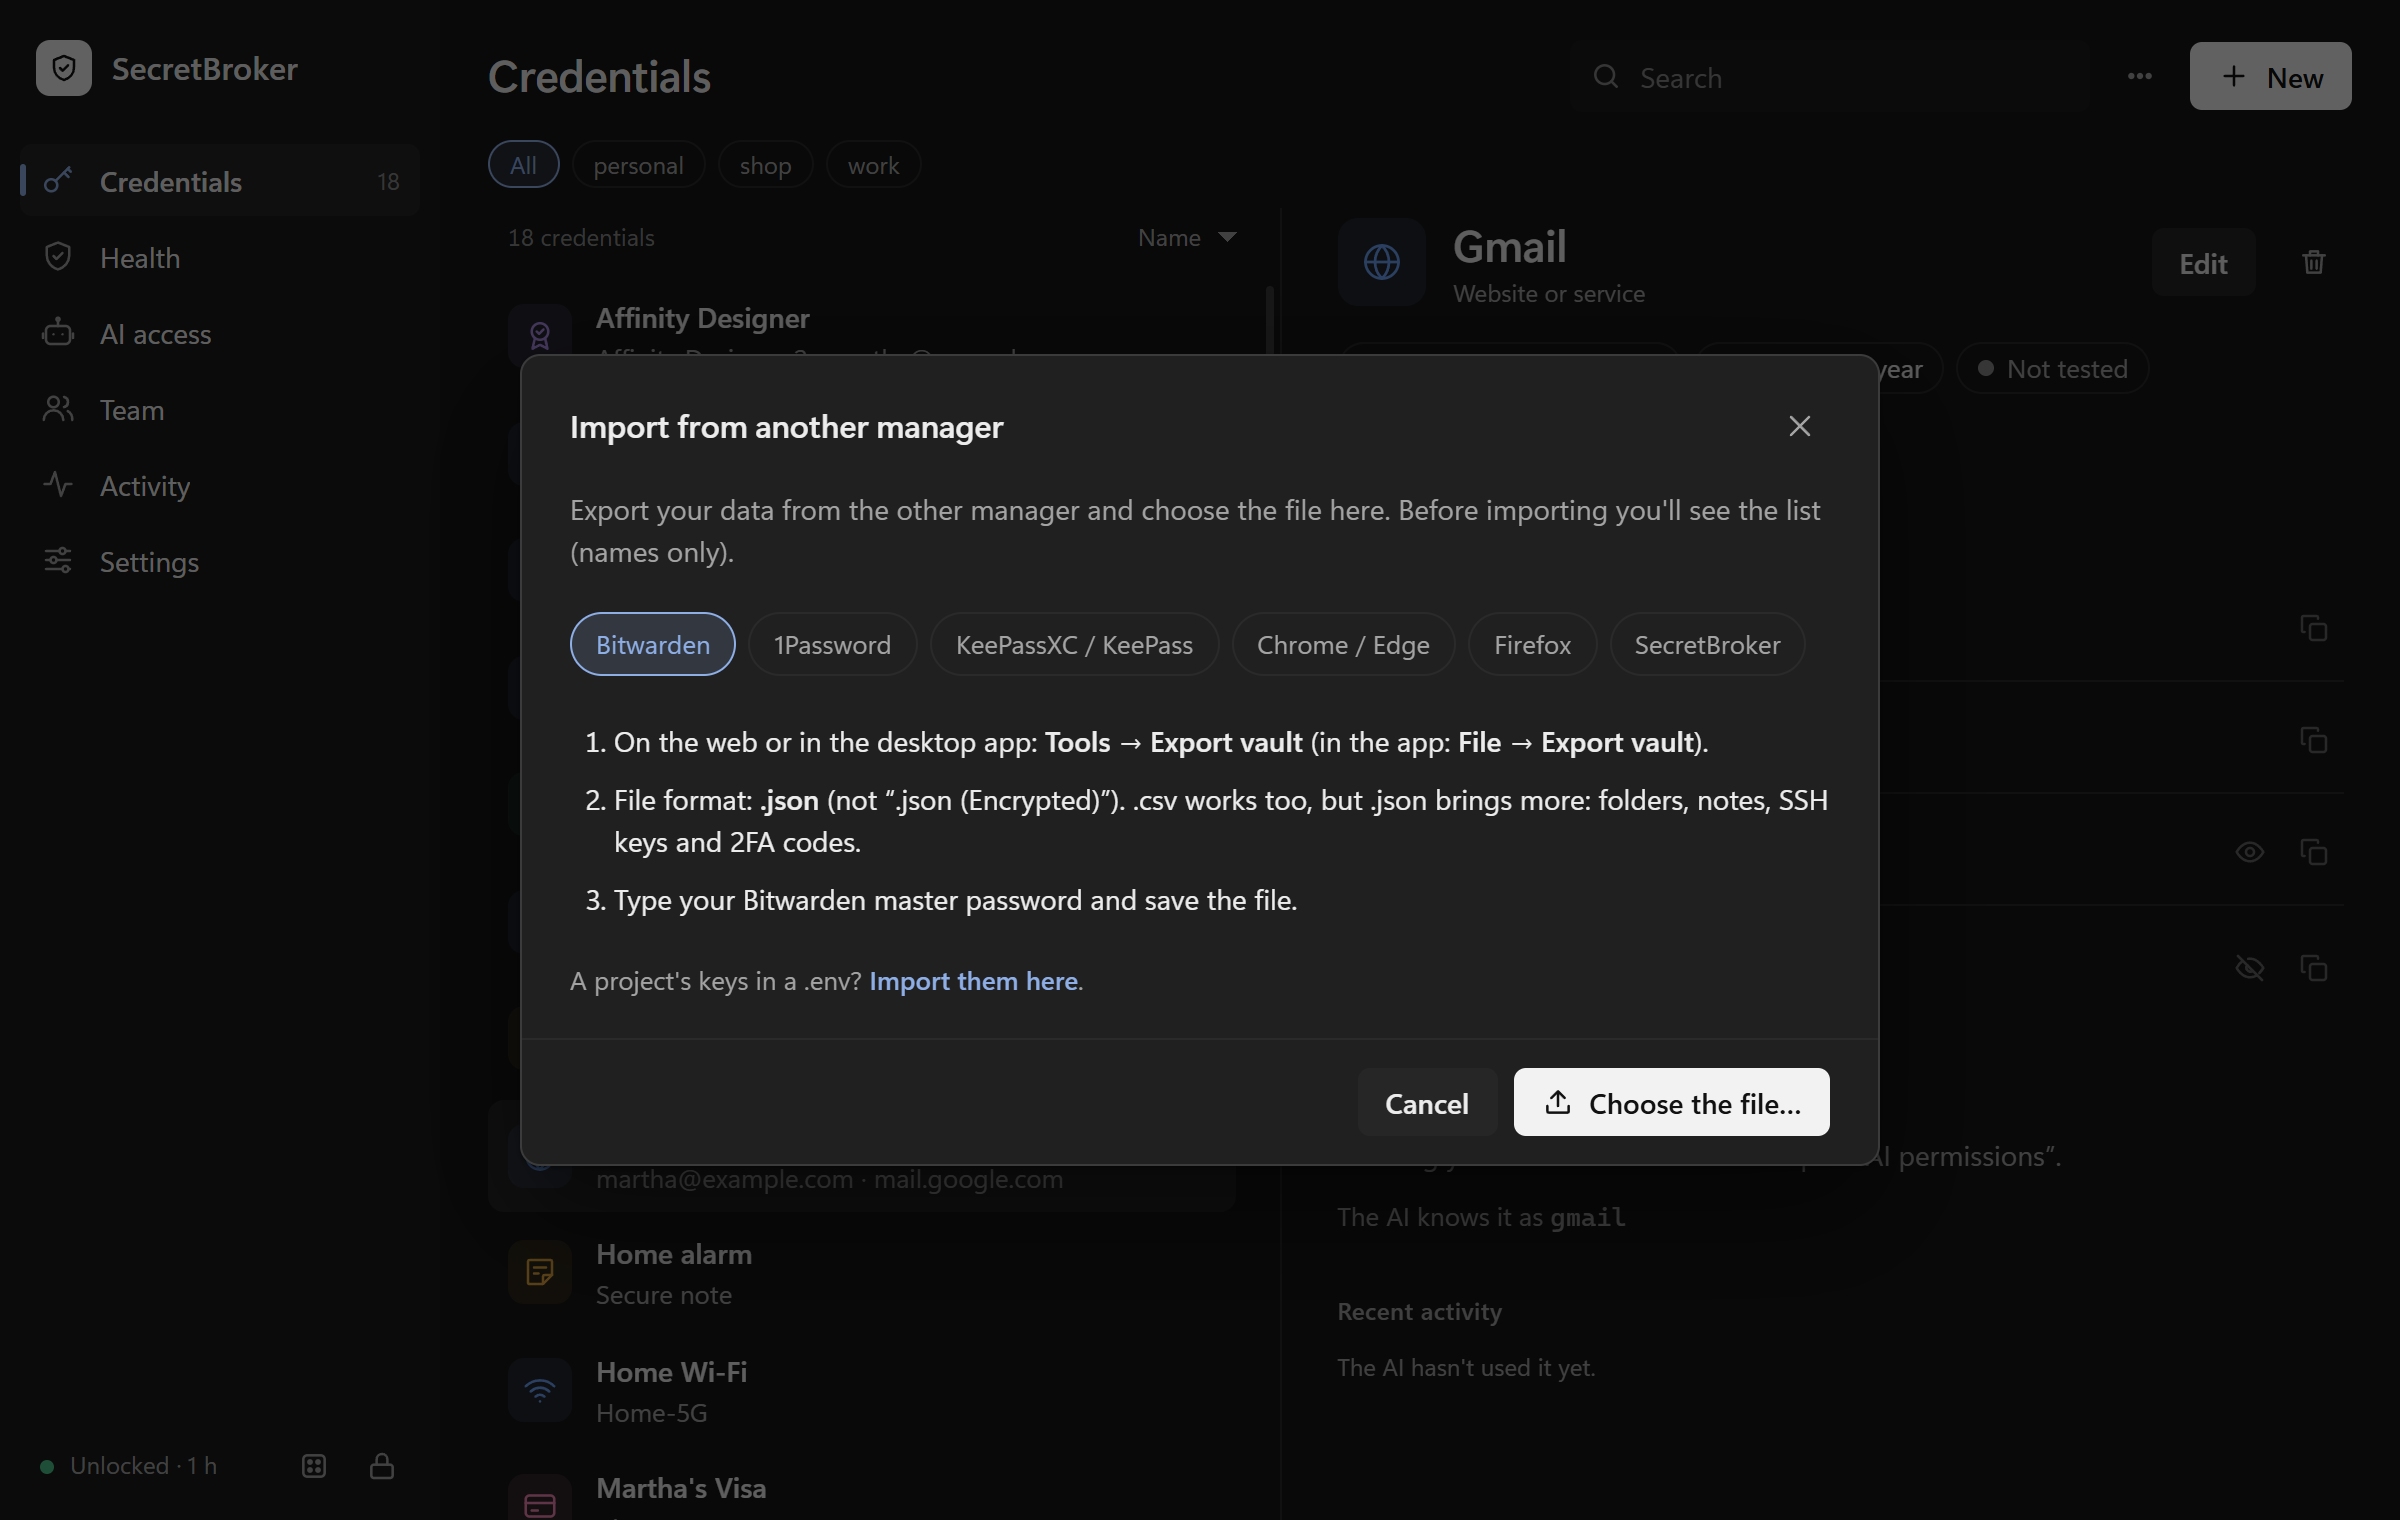 SecretBroker
Credentials 18
Health
AI access
Team
Activity
Settings
Unlocked · 1 h
Credentials
Search
New
All
personal
shop
work
18 credentials
Name
Affinity Designer
martha@example.com · mail.google.com
Home alarm
Secure note
Home Wi-Fi
Home-5G
Martha's Visa
Gmail
Website or service
Edit
year
Not tested
AI permissions”.
The AI knows it as gmail
Recent activity
The AI hasn't used it yet.
Import from another manager
Export your data from the other manager and choose the file here. Before importing you'll see the list
(names only).
Bitwarden
1Password
KeePassXC / KeePass
Chrome / Edge
Firefox
SecretBroker
1. On the web or in the desktop app: Tools → Export vault (in the app: File → Export vault).
2. File format: .json (not “.json (Encrypted)”). .csv works too, but .json brings more: folders, notes, SSH
keys and 2FA codes.
3. Type your Bitwarden master password and save the file.
A project's keys in a .env? Import them here.
Cancel
Choose the file...